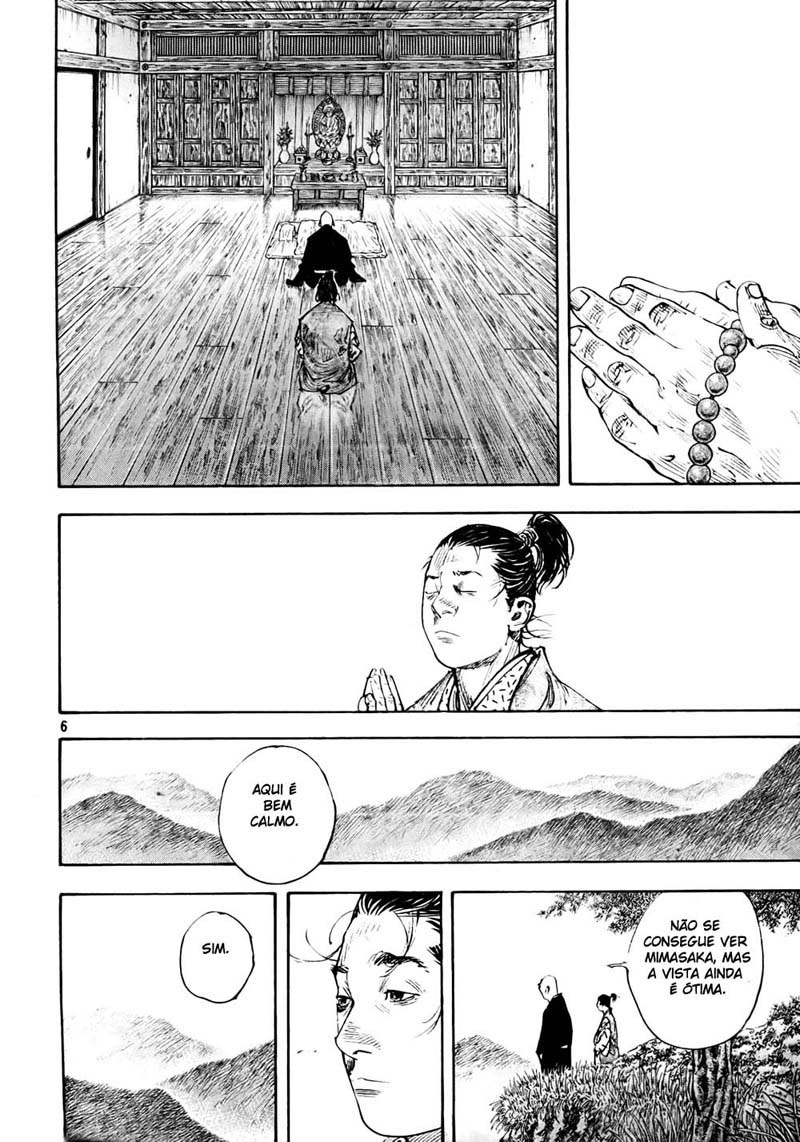 6
AQUI É
BEM
CALMO.
NÃO SE
CONSEGUE VER
MIMASAKA, MAS
A VISTA AINDA
É ÓTIMA.
SIM.